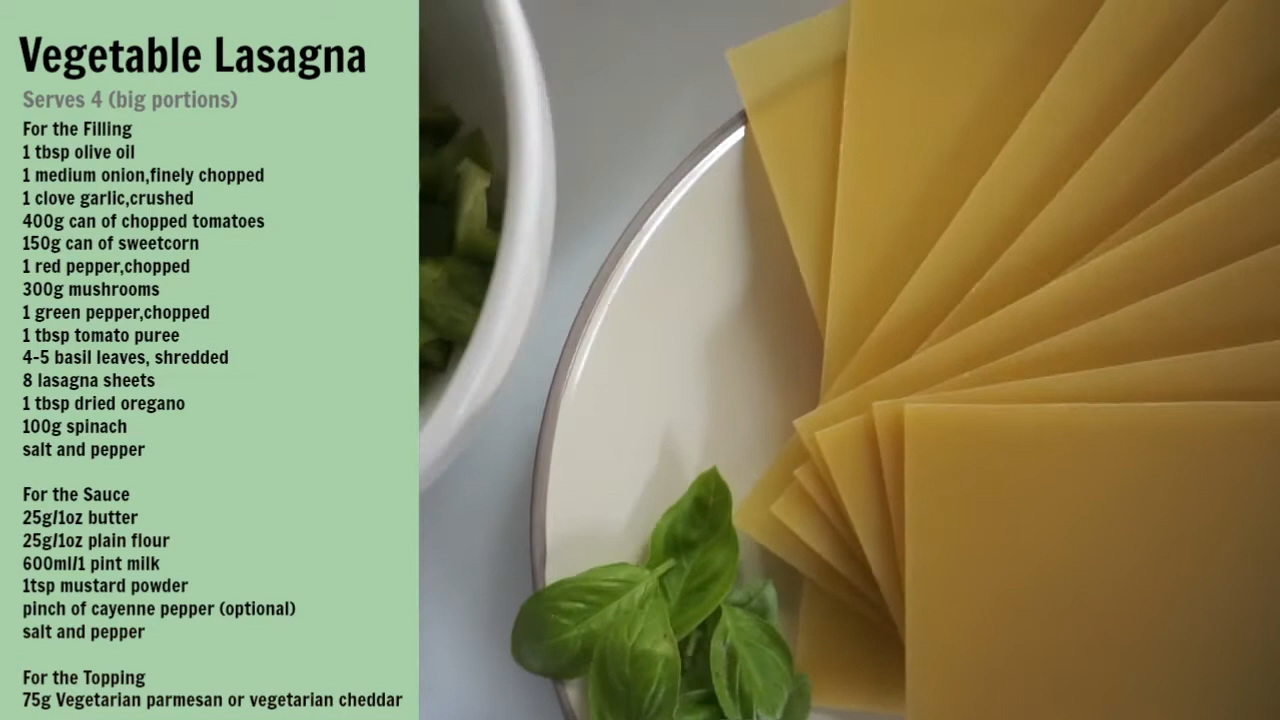 Vegetable Lasagna
Serves 4 (big portions)
For the Filling
1 tbsp olive oil
1 medium onion,finely chopped
1 clove garlic,crushed
400g can of chopped tomatoes
150g can of sweetcorn
1 red pepper,chopped
300g mushrooms
1 green pepper,chopped
1 tbsp tomato puree
4-5 basil leaves, shredded
8 lasagna sheets
1 tbsp dried oregano
100g spinach
salt and pepper
For the Sauce
25g/1oz butter
25g/1oz plain flour
600ml/1 pint milk
1tsp mustard powder
pinch of cayenne pepper (optional)
salt and pepper
For the Topping
75g Vegetarian parmesan or vegetarian cheddar